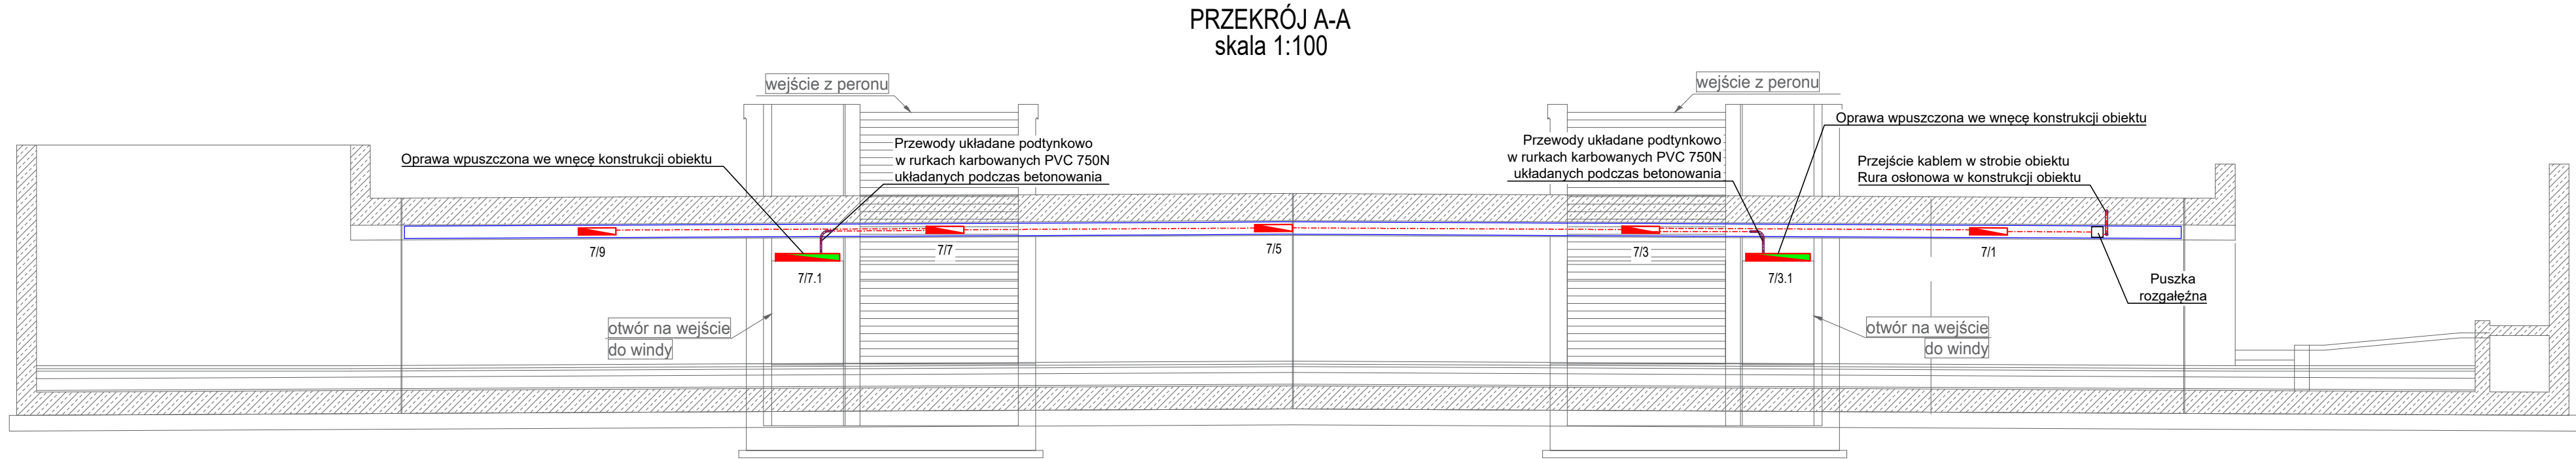 PRZEKRÓJ A-A
skala 1:100
wejście z peronu
wejście z peronu
Oprawa wpuszczona we wnęcę konstrukcji obiektu
Przewody układane podtynkowo
w rurkach karbowanych PVC 750N
układanych podczas betonowania
Przewody układane podtynkowo
w rurkach karbowanych PVC 750N
układanych podczas betonowania
Oprawa wpuszczona we wnęcę konstrukcji obiektu
Przejście kablem w strobie obiektu
Rura osłonowa w konstrukcji obiektu
7/9
7/7
7/5
7/3
7/1
7/7.1
7/3.1
Puszka
rozgałęźna
otwór na wejście
do windy
otwór na wejście
do windy